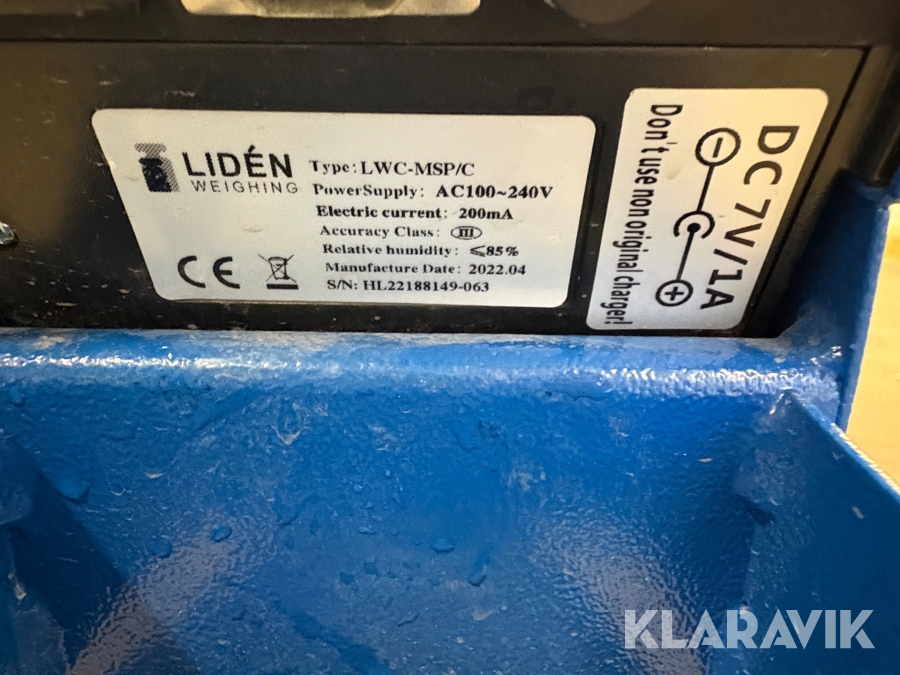 LIDÉN
WEIGHING
Type: LWC-MSP/C
PowerSupply: AC100~240V
Electric current: 200mA
Accuracy Class: III
Relative humidity: ≤85%
Manufacture Date: 2022.04
S/N: HL22188149-063
CE
DC 7V/1A
Don't use non original charger!
KLARAVIK